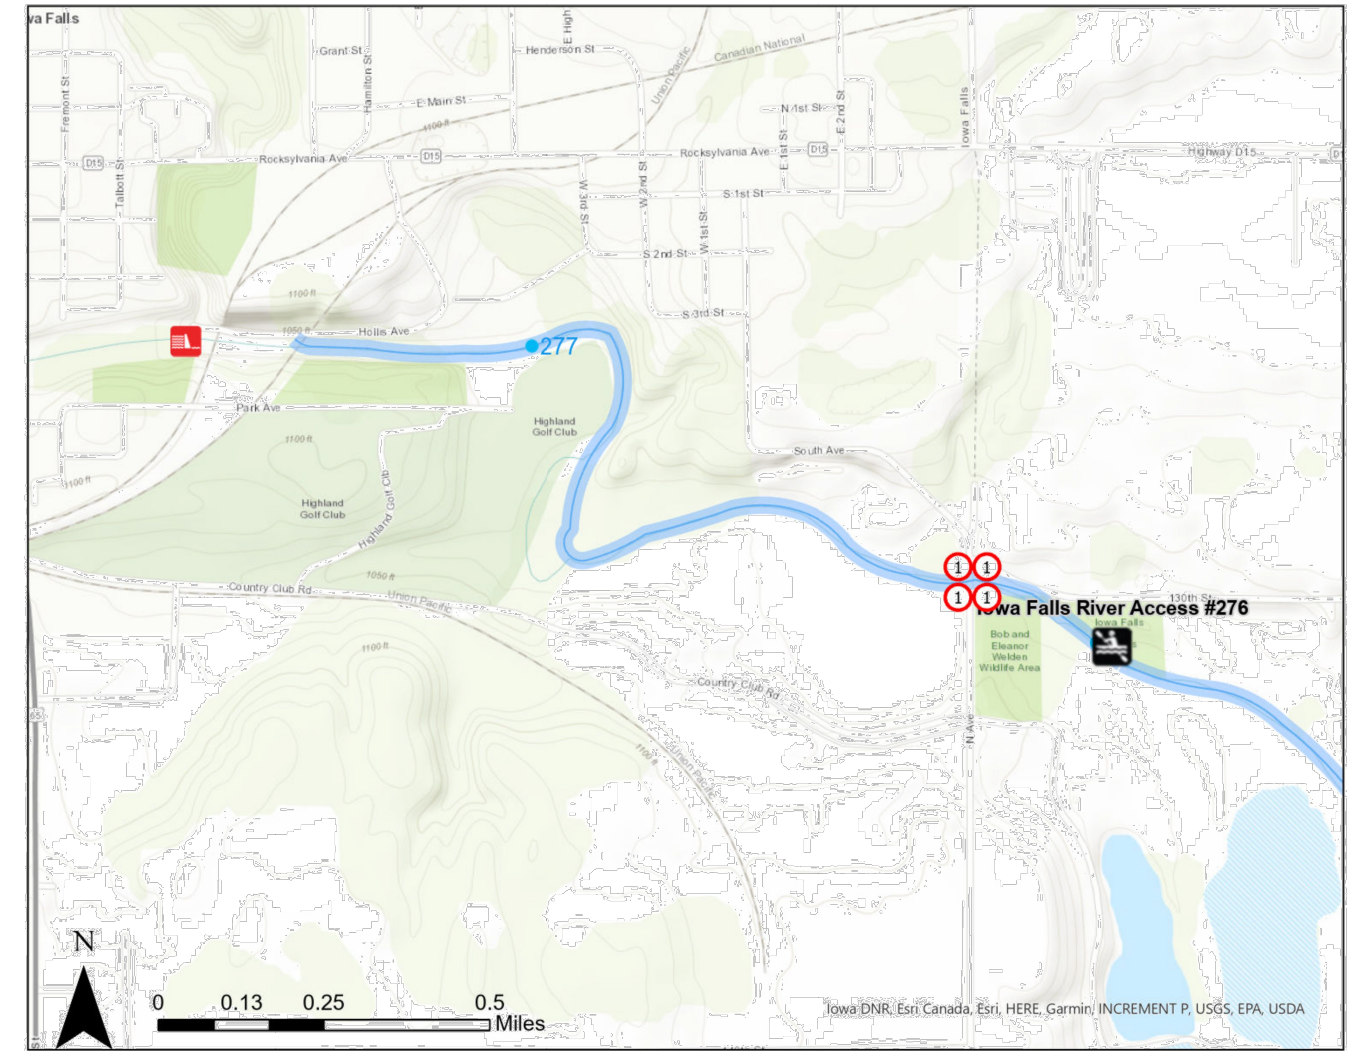 va Falls
Grant St
E High
Henderson St
Union Pacific
Canadian National
Fremont St
Hamilton St
E Main St
1100 ft
N 1st St
E 2nd St
Iowa Falls
D15
Talbott St
Rocksylvania Ave
D15
Rocksylvania Ave
E 1st St
D15
Highway D15
D1
W 3rd St
W 2nd St
S 1st St
W 1st St
S 2nd St
1100 ft
S 3rd St
1050 ft
Hollis Ave
277
Park Ave
Highland
Golf Club
1100 ft
South Ave
1100 ft
Highland
Golf Club
Highland Golf Clb
1 1
1 1
1050 ft
Country Club Rd
Union Pacific
130th St
Iowa Falls River Access #276
Iowa Falls
Bob and
Eleanor
Welden
Wildlife Area
1100 ft
Country Club Rd
65
N Ave
1100 ft
Union Pacific
N
0 0.13 0.25 0.5
Miles
Iowa DNR, Esri Canada, Esri, HERE, Garmin, INCREMENT P, USGS, EPA, USDA
St